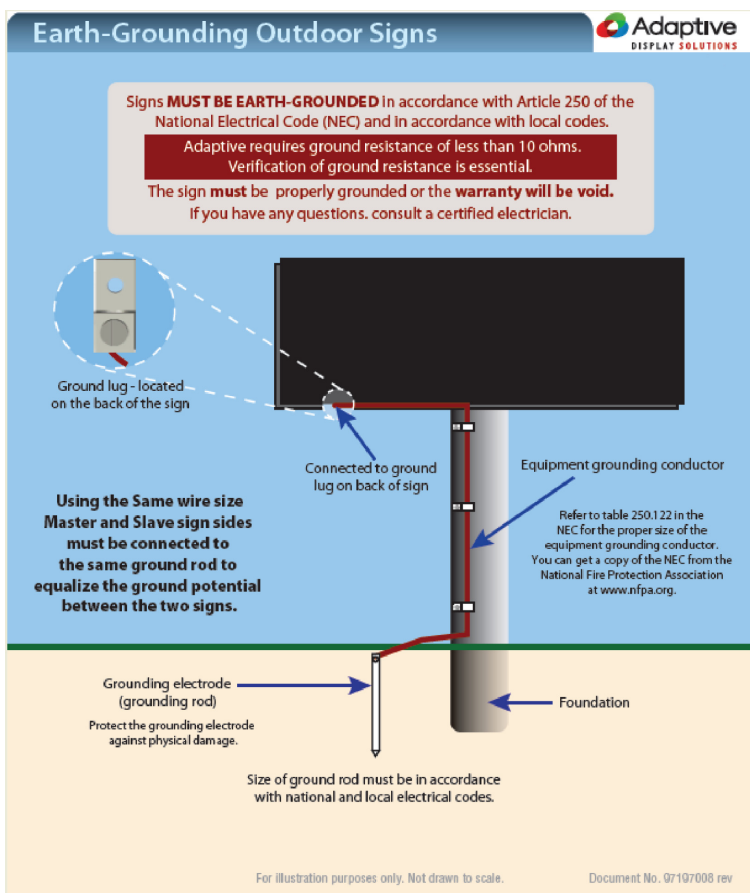 Earth-Grounding Outdoor Signs
Adaptive
DISPLAY SOLUTIONS
Signs MUST BE EARTH-GROUNDED in accordance with Article 250 of the
National Electrical Code (NEC) and in accordance with local codes.
Adaptive requires ground resistance of less than 10 ohms.
Verification of ground resistance is essential.
The sign must be properly grounded or the warranty will be void.
If you have any questions. consult a certified electrician.
Ground lug - located
on the back of the sign
Connected to ground
lug on back of sign
Equipment grounding conductor
Using the Same wire size
Master and Slave sign sides
must be connected to
the same ground rod to
equalize the ground potential
between the two signs.
Refer to table 250.122 in the
NEC for the proper size of the
equipment grounding conductor.
You can get a copy of the NEC from the
National Fire Protection Association
at www.nfpa.org.
Grounding electrode
(grounding rod)
Protect the grounding electrode
against physical damage.
Foundation
Size of ground rod must be in accordance
with national and local electrical codes.
For illustration purposes only. Not drawn to scale.
Document No. 97197008 rev